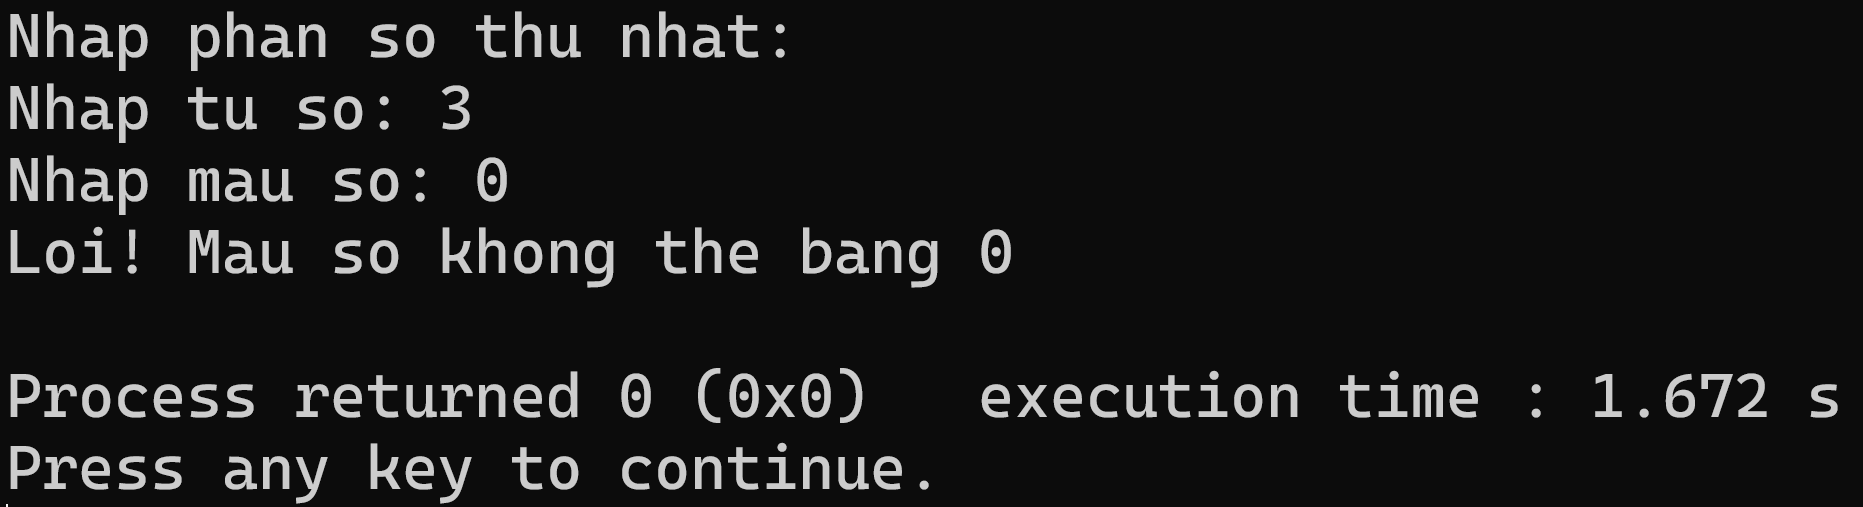 Nhap phan so thu nhat:
Nhap tu so: 3
Nhap mau so: 0
Loi! Mau so khong the bang 0
Process returned 0 (0x0)   execution time : 1.672 s
Press any key to continue.